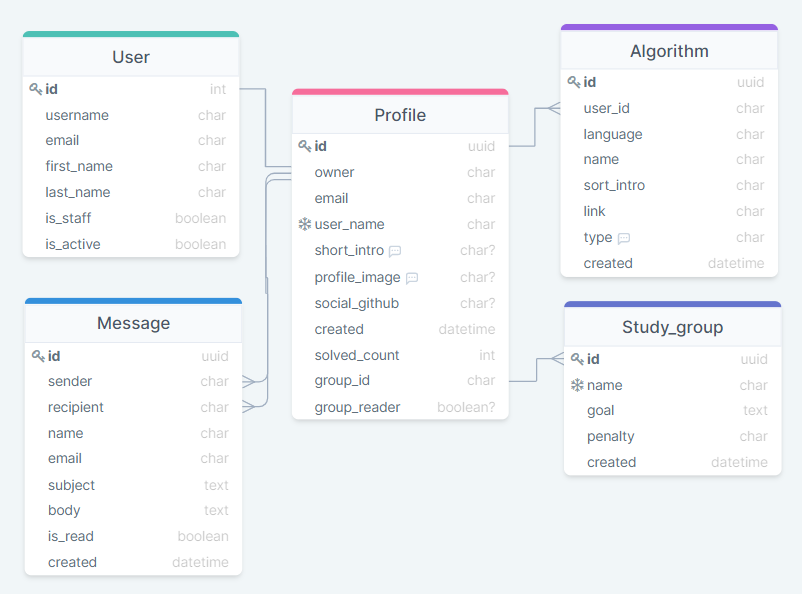 User
id int
username char
email char
first_name char
last_name char
is_staff boolean
is_active boolean
Message
id uuid
sender char
recipient char
name char
email char
subject text
body text
is_read boolean
created datetime
Profile
id uuid
owner char
email char
user_name char
short_intro char?
profile_image char?
social_github char?
created datetime
solved_count int
group_id char
group_reader boolean?
Algorithm
id uuid
user_id char
language char
name char
sort_intro char
link char
type char
created datetime
Study_group
id uuid
name char
goal text
penalty char
created datetime